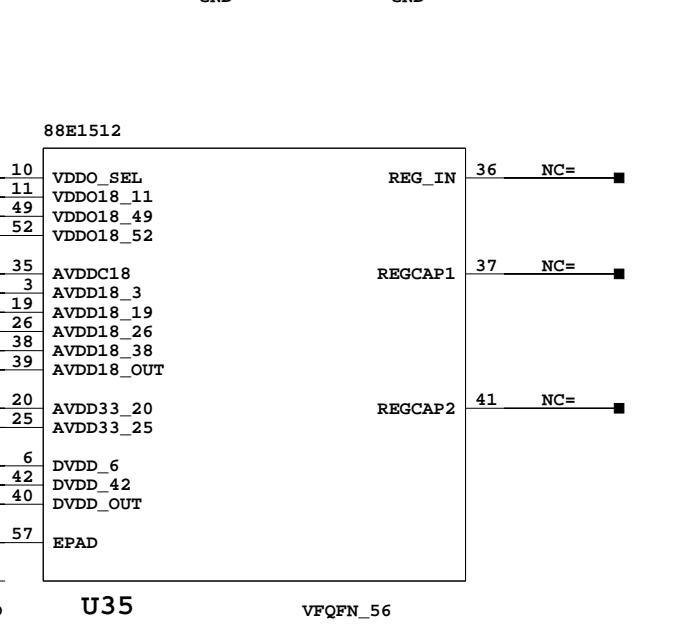 88E1512
10 VDDO_SEL REG_IN 36 NC=
11 VDDO18_11
49 VDDO18_49
52 VDDO18_52
35 AVDDC18 REGCAP1 37 NC=
3 AVDD18_3
19 AVDD18_19
26 AVDD18_26
38 AVDD18_38
39 AVDD18_OUT
20 AVDD33_20 REGCAP2 41 NC=
25 AVDD33_25
6 DVDD_6
42 DVDD_42
40 DVDD_OUT
57 EPAD
U35 VFQFN_56